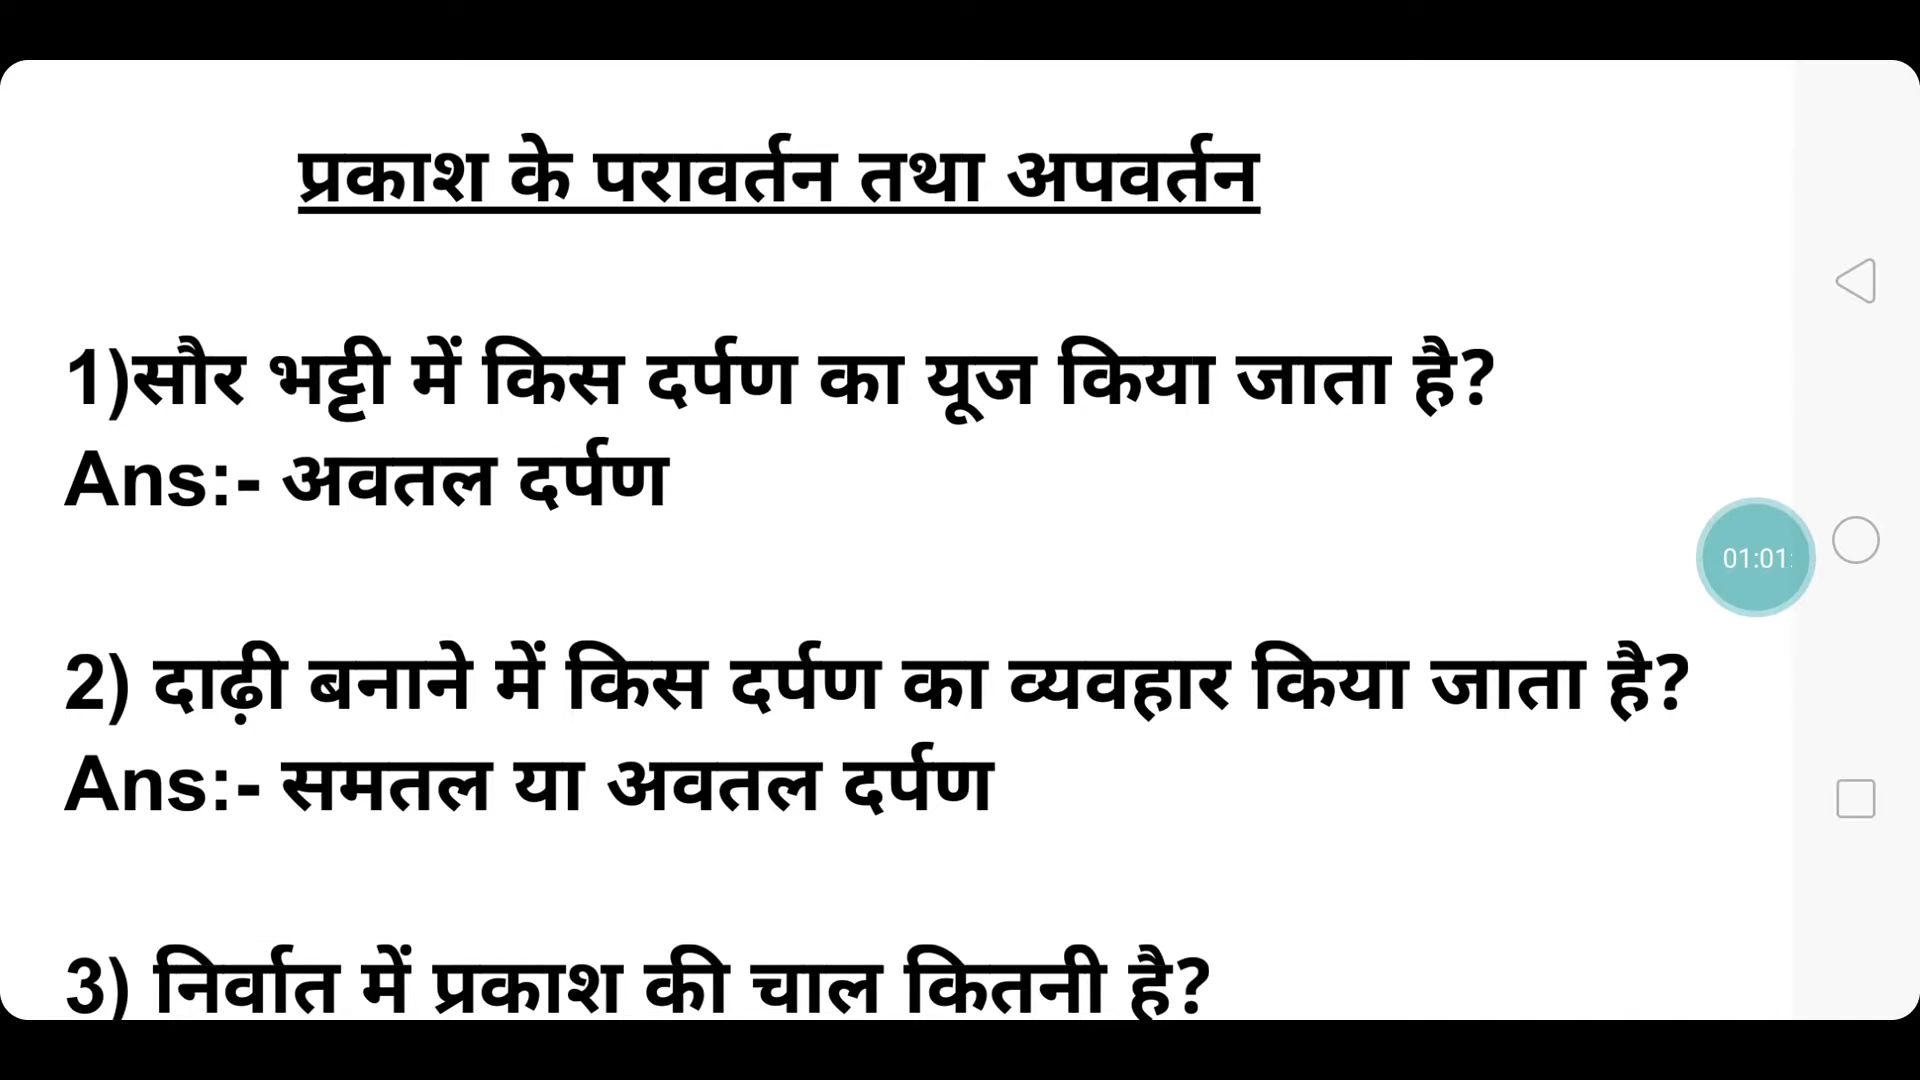 प्रकाश के परावर्तन तथा अपवर्तन
1)सौर भट्टी में किस दर्पण का यूज किया जाता है?
Ans:- अवतल दर्पण
01:01:
2) दाढ़ी बनाने में किस दर्पण का व्यवहार किया जाता है?
Ans:- समतल या अवतल दर्पण
3) निर्वात में प्रकाश की चाल कितनी है?